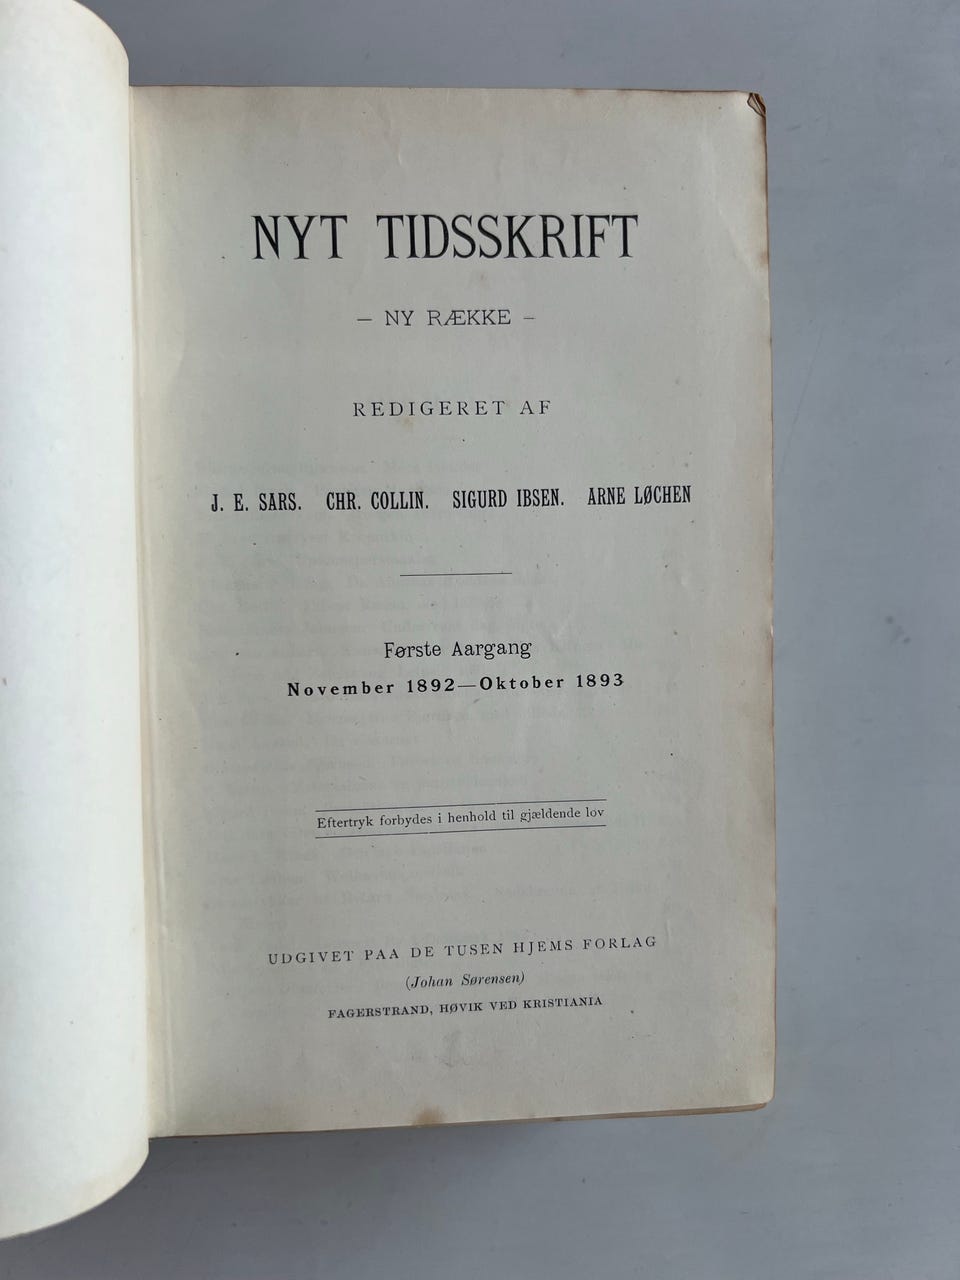 NYT TIDSSKRIFT
– NY RÆKKE –
REDIGERET AF
J. E. SARS. CHR. COLLIN. SIGURD IBSEN. ARNE LØCHEN
Første Aargang
November 1892—Oktober 1893
Eftertryk forbydes i henhold til gjældende lov
UDGIVET PAA DE TUSEN HJEMS FORLAG
(Johan Sørensen)
FAGERSTRAND, HØVIK VED KRISTIANIA